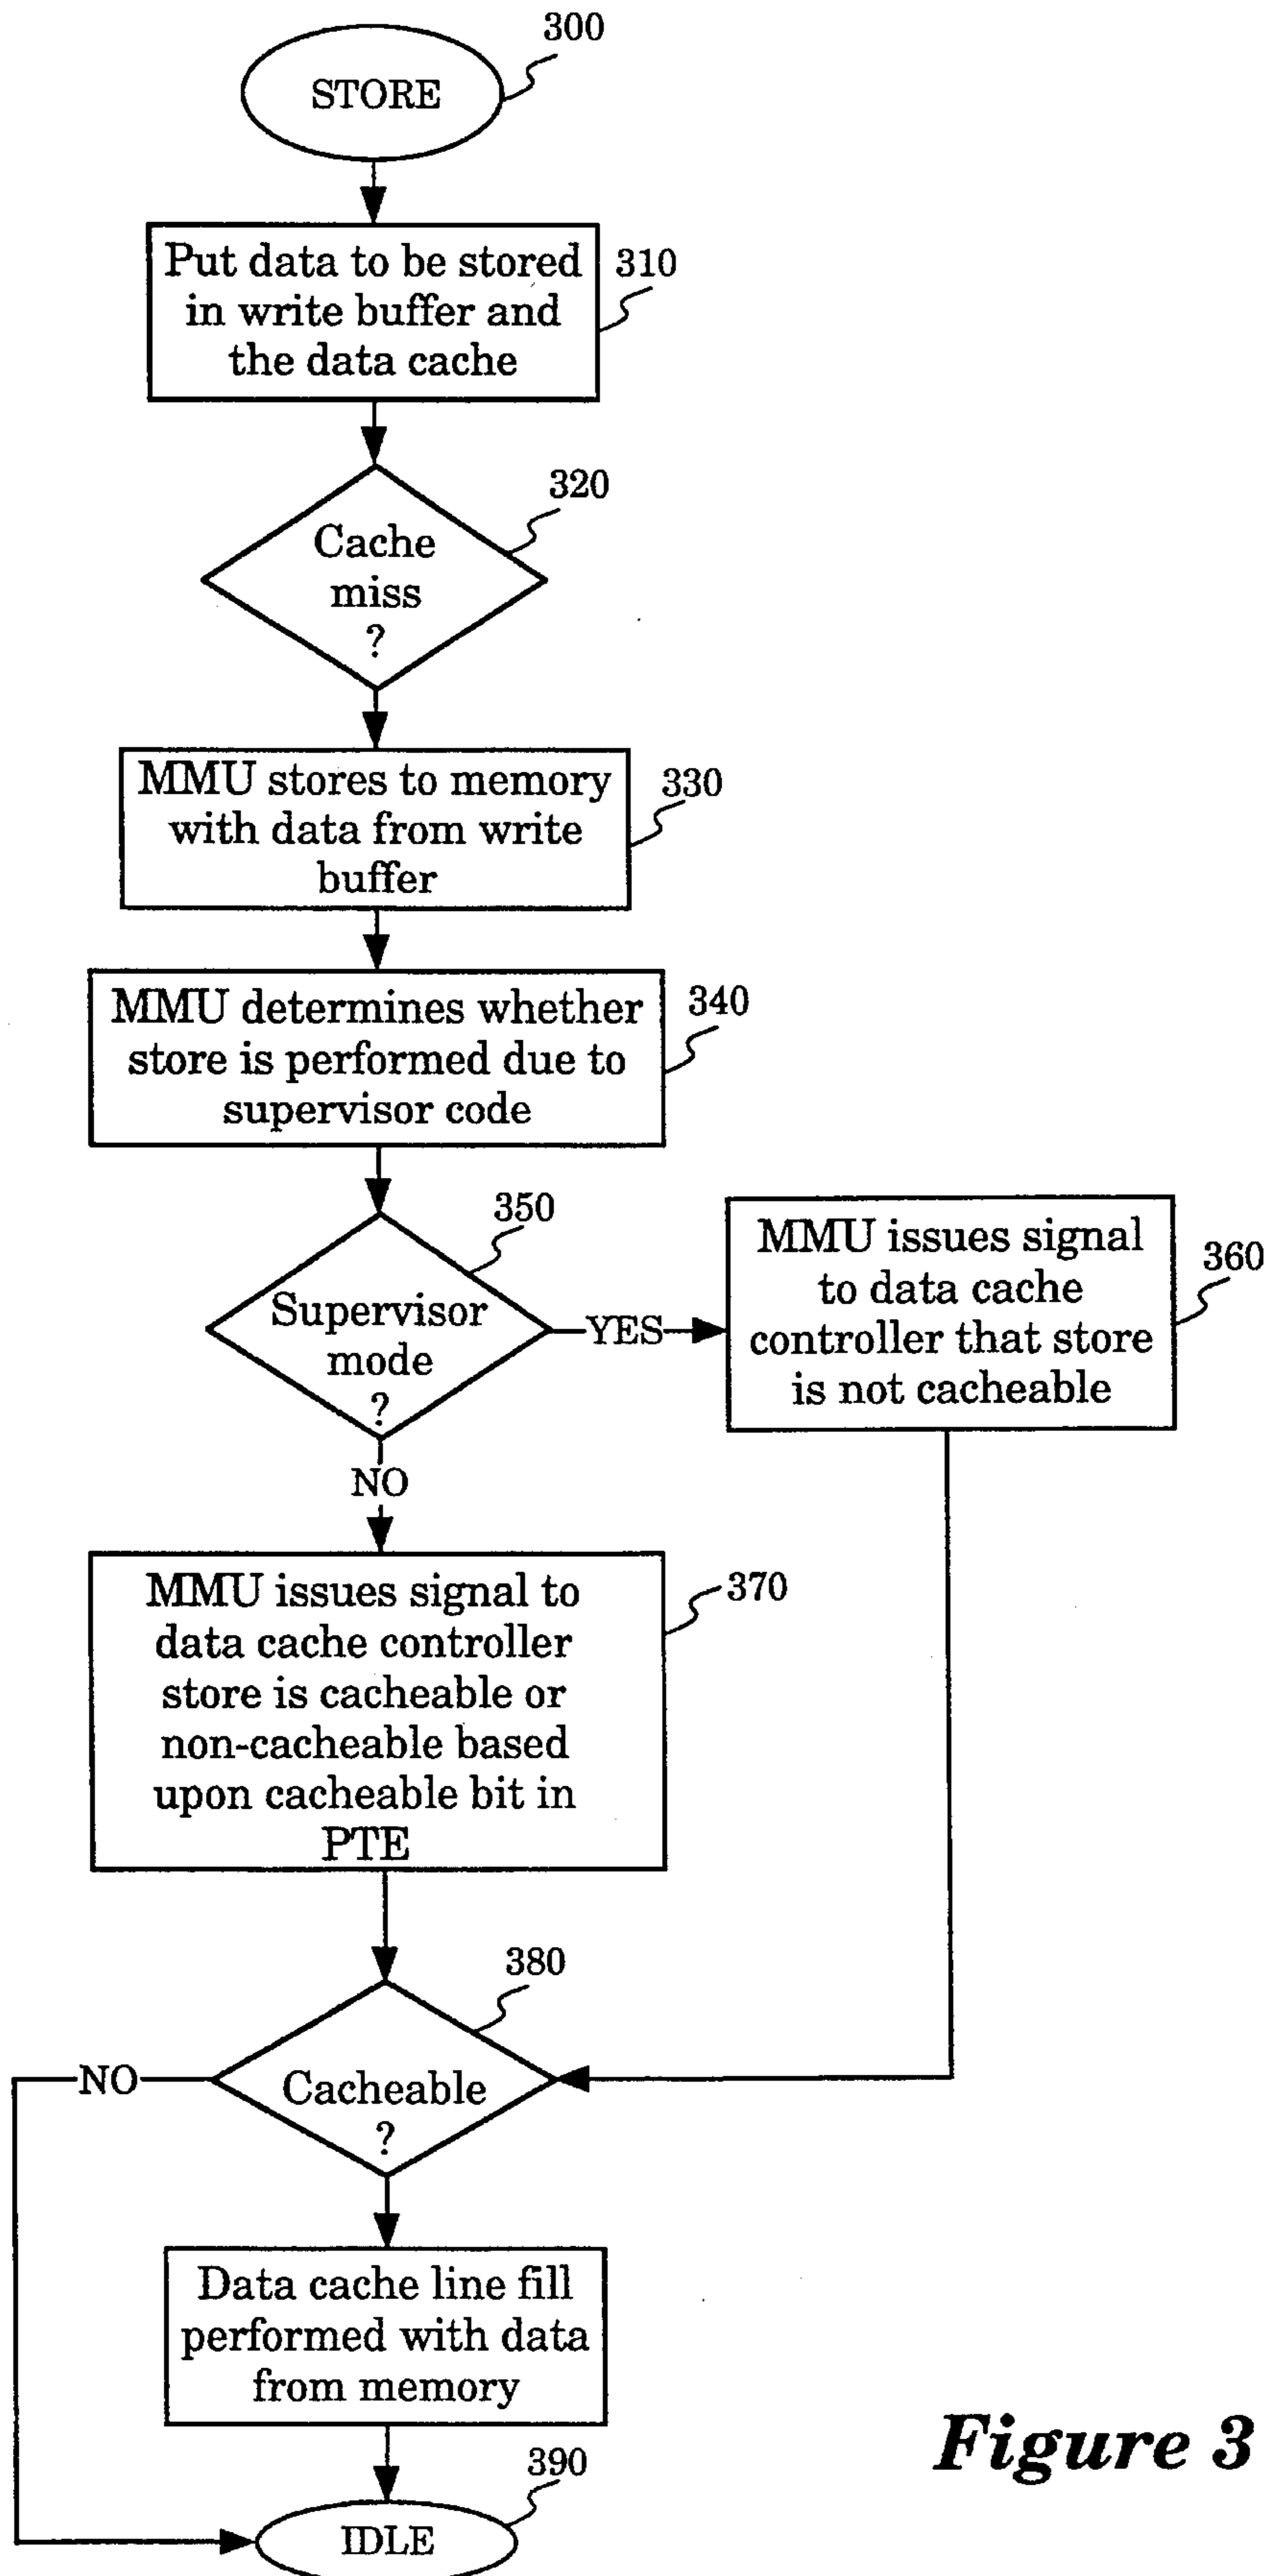 300
STORE
Put data to be stored
in write buffer and
the data cache
310
320
Cache
miss
?
MMU stores to memory
with data from write
buffer
330
MMU determines whether
store is performed due to
supervisor code
340
350
Supervisor
mode
?
YES
MMU issues signal
to data cache
controller that store
is not cacheable
360
NO
MMU issues signal to
data cache controller
store is cacheable or
non-cacheable based
upon cacheable bit in
PTE
370
380
Cacheable
?
NO
Data cache line fill
performed with data
from memory
390
IDLE
Figure 3